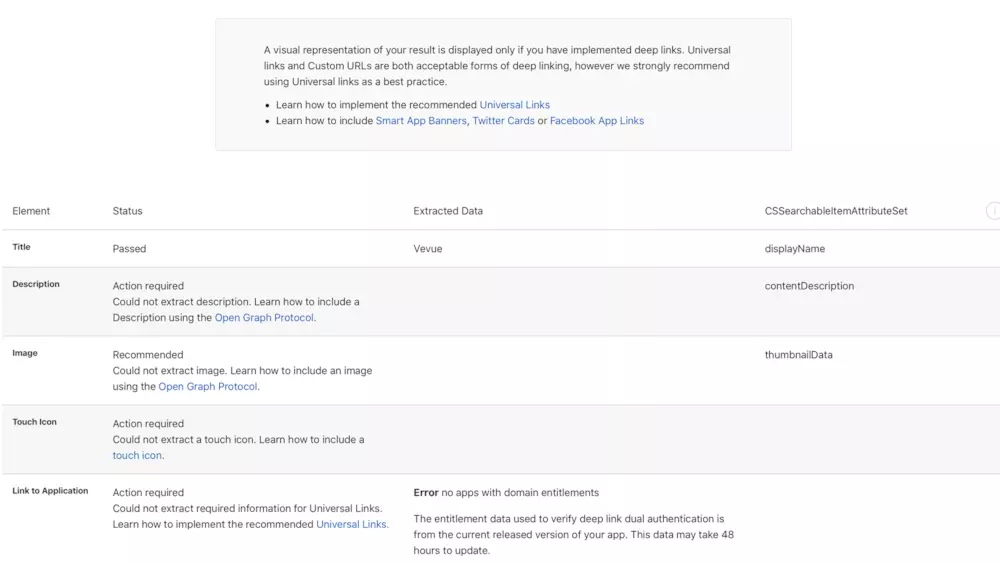 A visual representation of your result is displayed only if you have implemented deep links. Universal
links and Custom URLs are both acceptable forms of deep linking, however we strongly recommend
using Universal links as a best practice.
• Learn how to implement the recommended Universal Links
• Learn how to include Smart App Banners, Twitter Cards or Facebook App Links
Element Status Extracted Data CSSearchableItemAttributeSet
Title Passed Vevue displayName
Description Action required contentDescription
Could not extract description. Learn how to include a
Description using the Open Graph Protocol.
Image Recommended thumbnailData
Could not extract image. Learn how to include an image
using the Open Graph Protocol.
Touch Icon Action required
Could not extract a touch icon. Learn how to include a
touch icon.
Link to Application Action required Error no apps with domain entitlements
Could not extract required information for Universal Links.
Learn how to implement the recommended Universal Links.
The entitlement data used to verify deep link dual authentication is
from the current released version of your app. This data may take 48
hours to update.